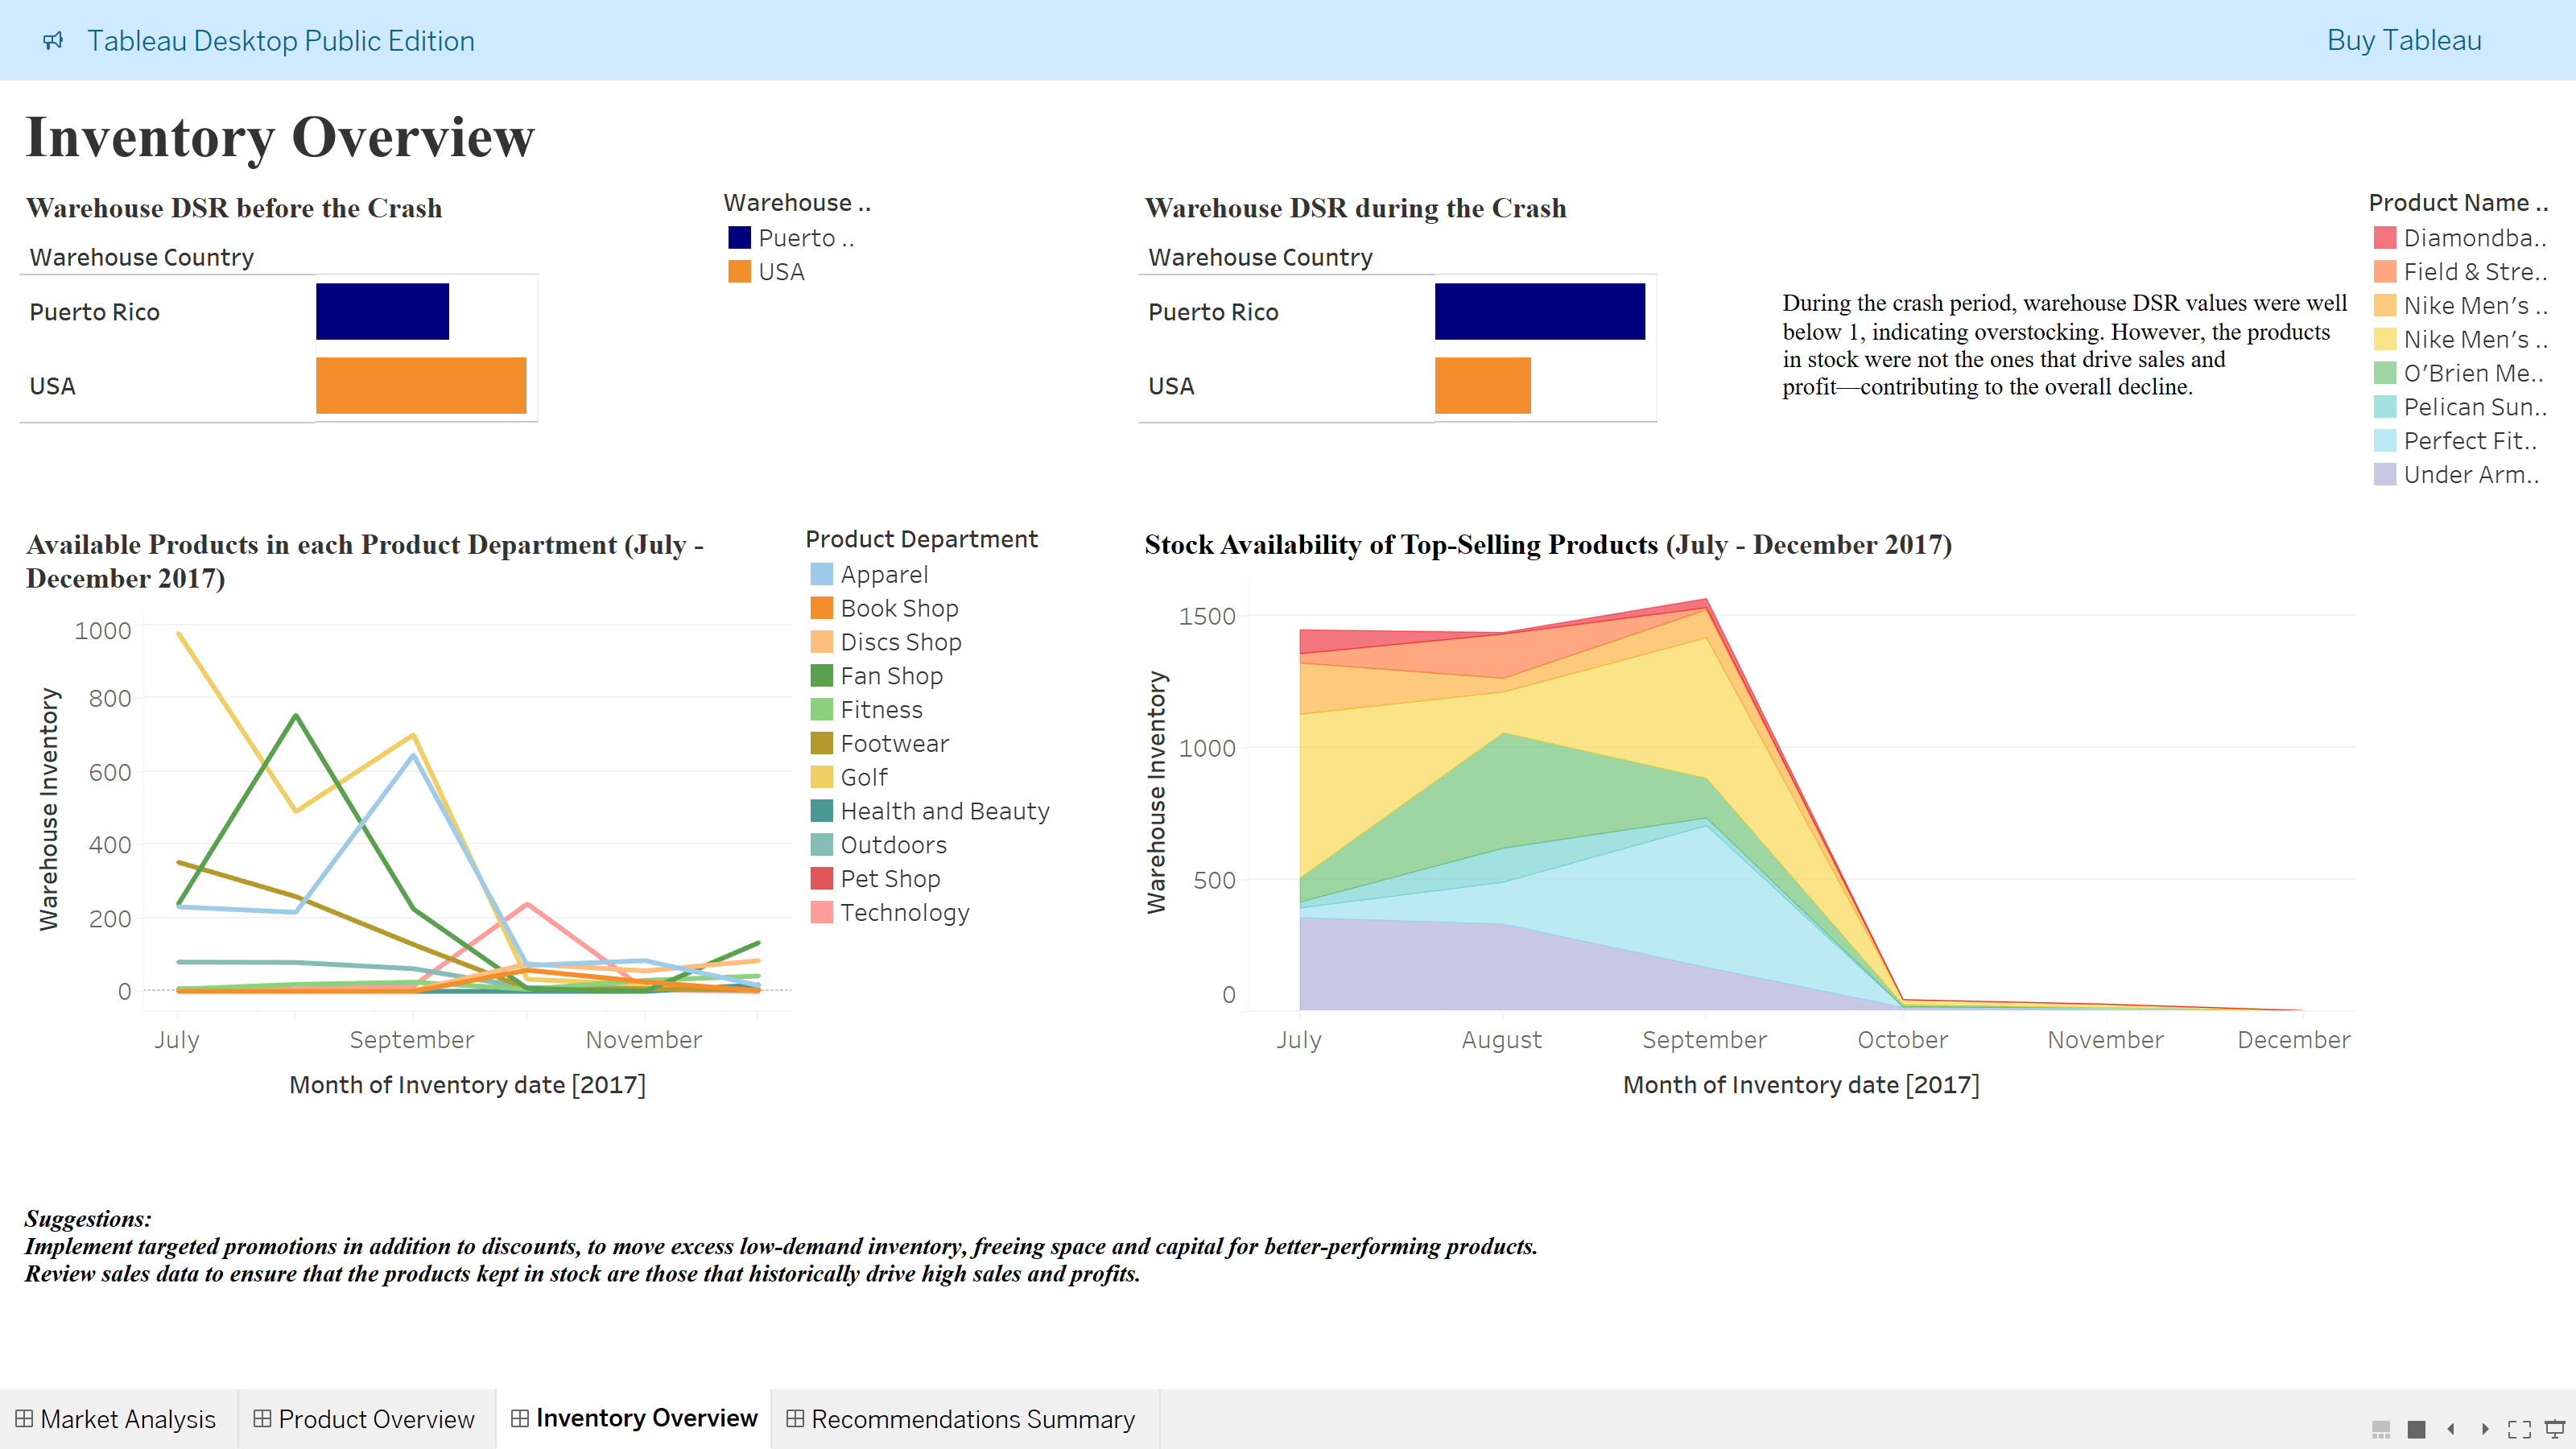 Tableau Desktop Public Edition
Buy Tableau
Inventory Overview
Warehouse DSR before the Crash
Warehouse Country
Puerto Rico
USA
Warehouse ..
Puerto ..
USA
Warehouse DSR during the Crash
Warehouse Country
Puerto Rico
USA
During the crash period, warehouse DSR values were well
below 1, indicating overstocking. However, the products
in stock were not the ones that drive sales and
profit—contributing to the overall decline.
Product Name ..
Diamondba..
Field & Stre..
Nike Men's ..
Nike Men's ..
O'Brien Me..
Pelican Sun..
Perfect Fit..
Under Arm..
Available Products in each Product Department (July -
December 2017)
Warehouse Inventory
1000
800
600
400
200
0
July
September
November
Month of Inventory date [2017]
Product Department
Apparel
Book Shop
Discs Shop
Fan Shop
Fitness
Footwear
Golf
Health and Beauty
Outdoors
Pet Shop
Technology
Stock Availability of Top-Selling Products (July - December 2017)
Warehouse Inventory
1500
1000
500
0
July
August
September
October
November
December
Month of Inventory date [2017]
Suggestions:
Implement targeted promotions in addition to discounts, to move excess low-demand inventory, freeing space and capital for better-performing products.
Review sales data to ensure that the products kept in stock are those that historically drive high sales and profits.
Market Analysis
Product Overview
Inventory Overview
Recommendations Summary